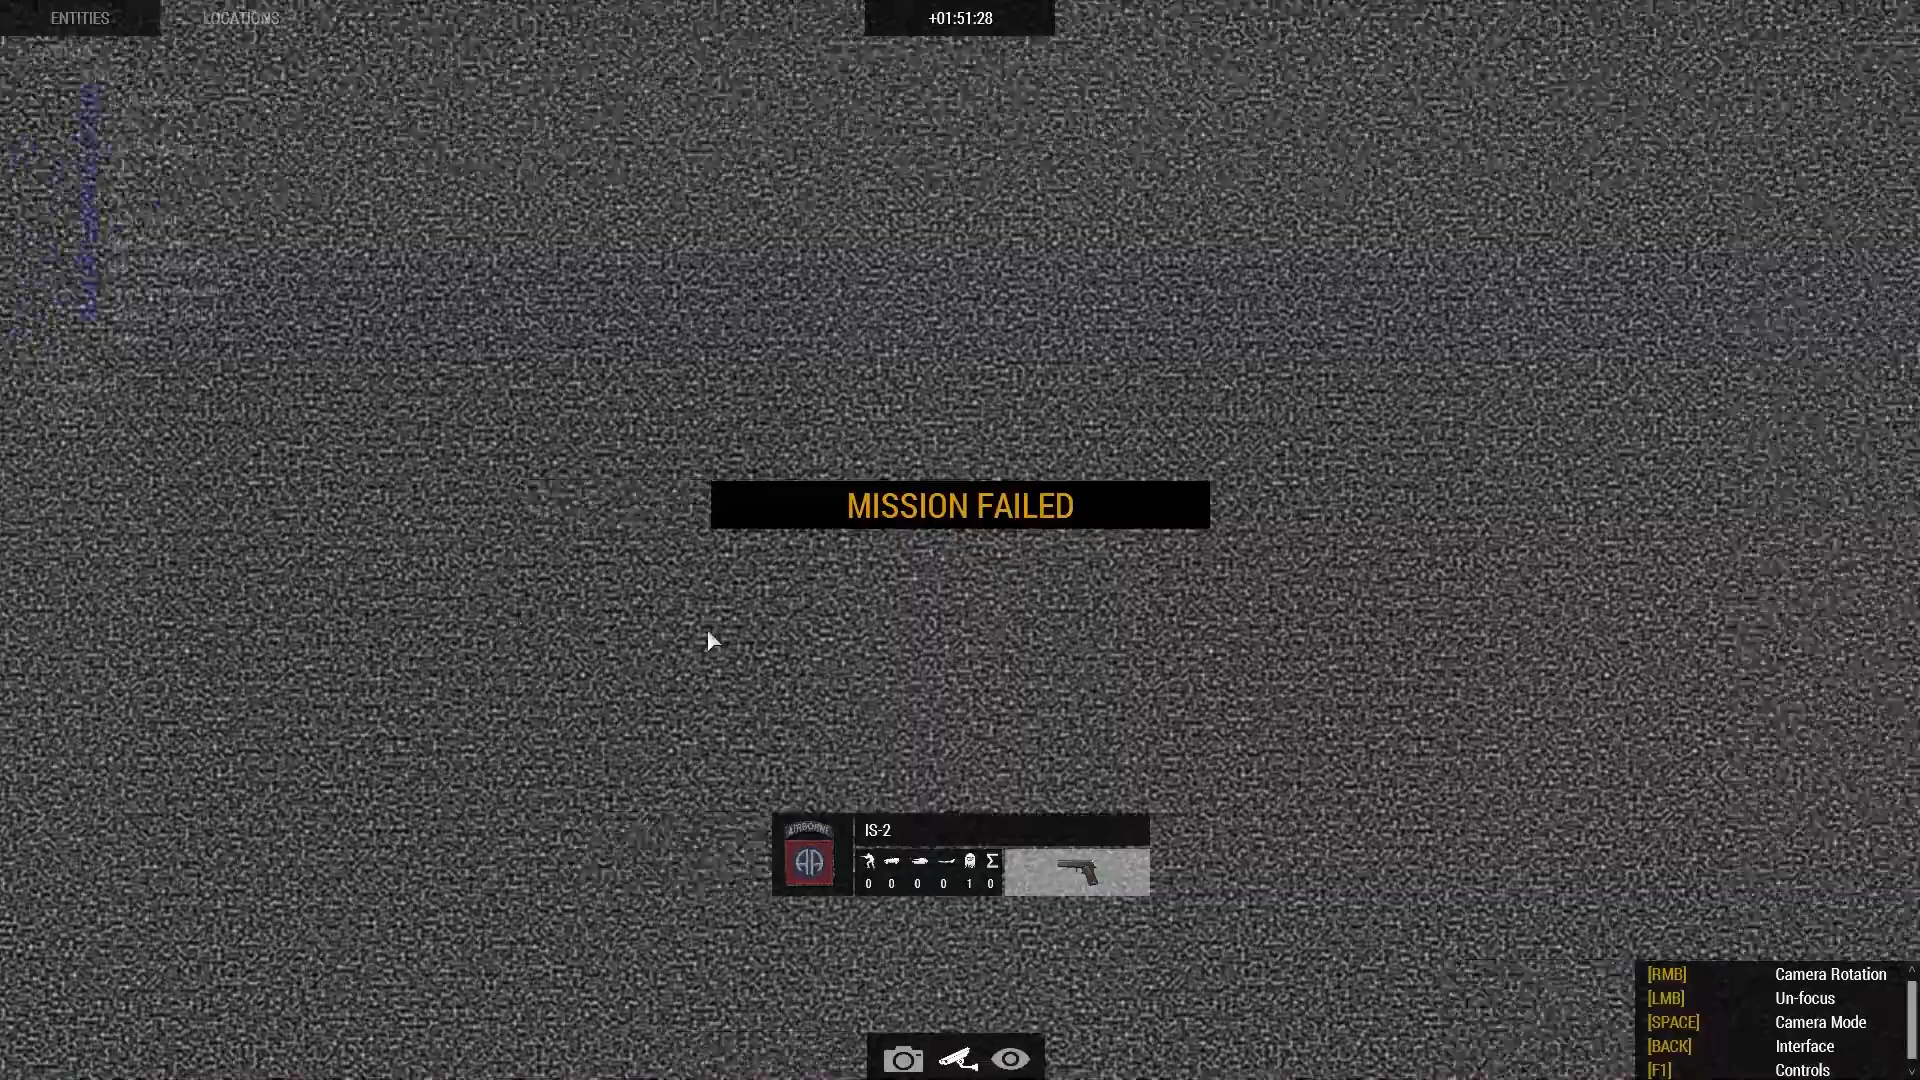 ENTITIES
LOCATIONS
+01:51:28
MISSION FAILED
AIRBORNE
AA
IS-2
Σ
0 0 0 0 1 0
[RMB] Camera Rotation
[LMB] Un-focus
[SPACE] Camera Mode
[BACK] Interface
[F1] Controls